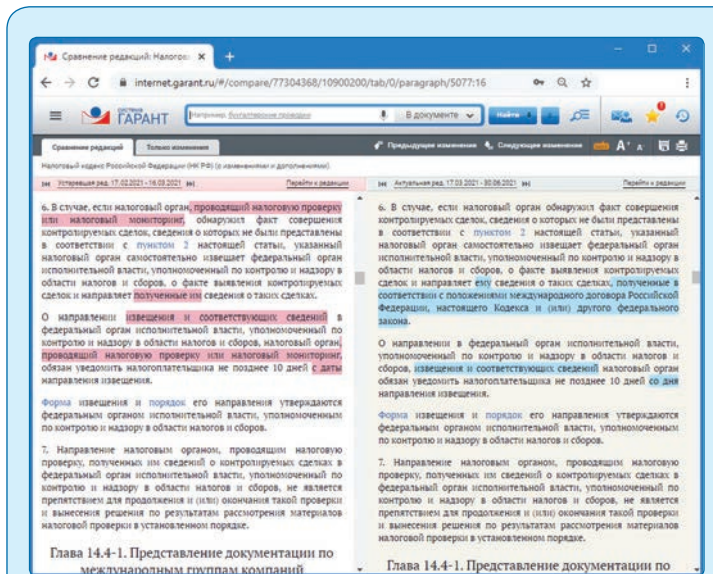 Сравнение редакций: Налогов
internet.garant.ru/#/compare/77304368/10900200/tab/0/paragraph/5077:16
СИСТЕМА
ГАРАНТ
Например, бухгалтерские проводки
В документе
Найти
Сравнение редакций
Только изменения
Предыдущее изменение
Следующее изменение
Налоговый кодекс Российской Федерации (НК РФ) (с изменениями и дополнениями).
Устаревшая ред. 17.02.2021 - 16.03.2021
Перейти к редакции
6. В случае, если налоговый орган, проводящий налоговую проверку
или налоговый мониторинг, обнаружил факт совершения
контролируемых сделок, сведения о которых не были представлены
в соответствии с пунктом 2 настоящей статьи, указанный
налоговый орган самостоятельно извещает федеральный орган
исполнительной власти, уполномоченный по контролю и надзору в
области налогов и сборов, о факте выявления контролируемых
сделок и направляет полученные им сведения о таких сделках.
О направлении извещения и соответствующих сведений в
федеральный орган исполнительной власти, уполномоченный по
контролю и надзору в области налогов и сборов, налоговый орган,
проводящий налоговую проверку или налоговый мониторинг,
обязан уведомить налогоплательщика не позднее 10 дней с даты
направления извещения.
Форма извещения и порядок его направления утверждаются
федеральным органом исполнительной власти, уполномоченным
по контролю и надзору в области налогов и сборов.
7. Направление налоговым органом, проводящим налоговую
проверку, полученных им сведений о контролируемых сделках в
федеральный орган исполнительной власти, уполномоченный по
контролю и надзору в области налогов и сборов, не является
препятствием для продолжения и (или) окончания такой проверки
и вынесения решения по результатам рассмотрения материалов
налоговой проверки в установленном порядке.
Глава 14.4-1. Представление документации по
международным группам компаний
Актуальная ред. 17.03.2021 - 30.06.2021
Перейти к редакции
6. В случае, если налоговый орган обнаружил факт совершения
контролируемых сделок, сведения о которых не были представлены
в соответствии с пунктом 2 настоящей статьи, указанный
налоговый орган самостоятельно извещает федеральный орган
исполнительной власти, уполномоченный по контролю и надзору в
области налогов и сборов, о факте выявления контролируемых
сделок и направляет ему сведения о таких сделках, полученные в
соответствии с положениями международного договора Российской
Федерации, настоящего Кодекса и (или) другого федерального
закона.
О направлении в федеральный орган исполнительной власти,
уполномоченный по контролю и надзору в области налогов и
сборов, извещения и соответствующих сведений налоговый орган
обязан уведомить налогоплательщика не позднее 10 дней со дня
направления извещения.
Форма извещения и порядок его направления утверждаются
федеральным органом исполнительной власти, уполномоченным
по контролю и надзору в области налогов и сборов.
7. Направление налоговым органом, проводящим налоговую
проверку, полученных им сведений о контролируемых сделках в
федеральный орган исполнительной власти, уполномоченный по
контролю и надзору в области налогов и сборов, не является
препятствием для продолжения и (или) окончания такой проверки
и вынесения решения по результатам рассмотрения материалов
налоговой проверки в установленном порядке.
Глава 14.4-1. Представление документации по